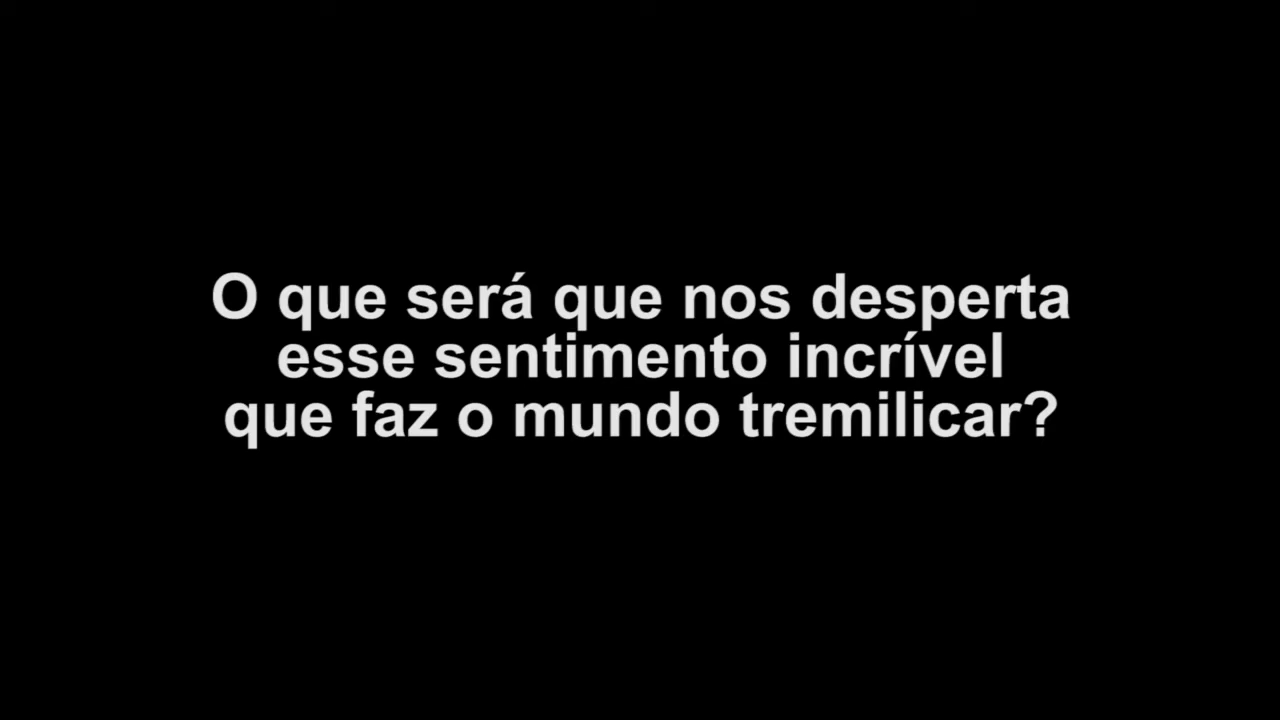 O que será que nos desperta
esse sentimento incrível
que faz o mundo tremilicar?